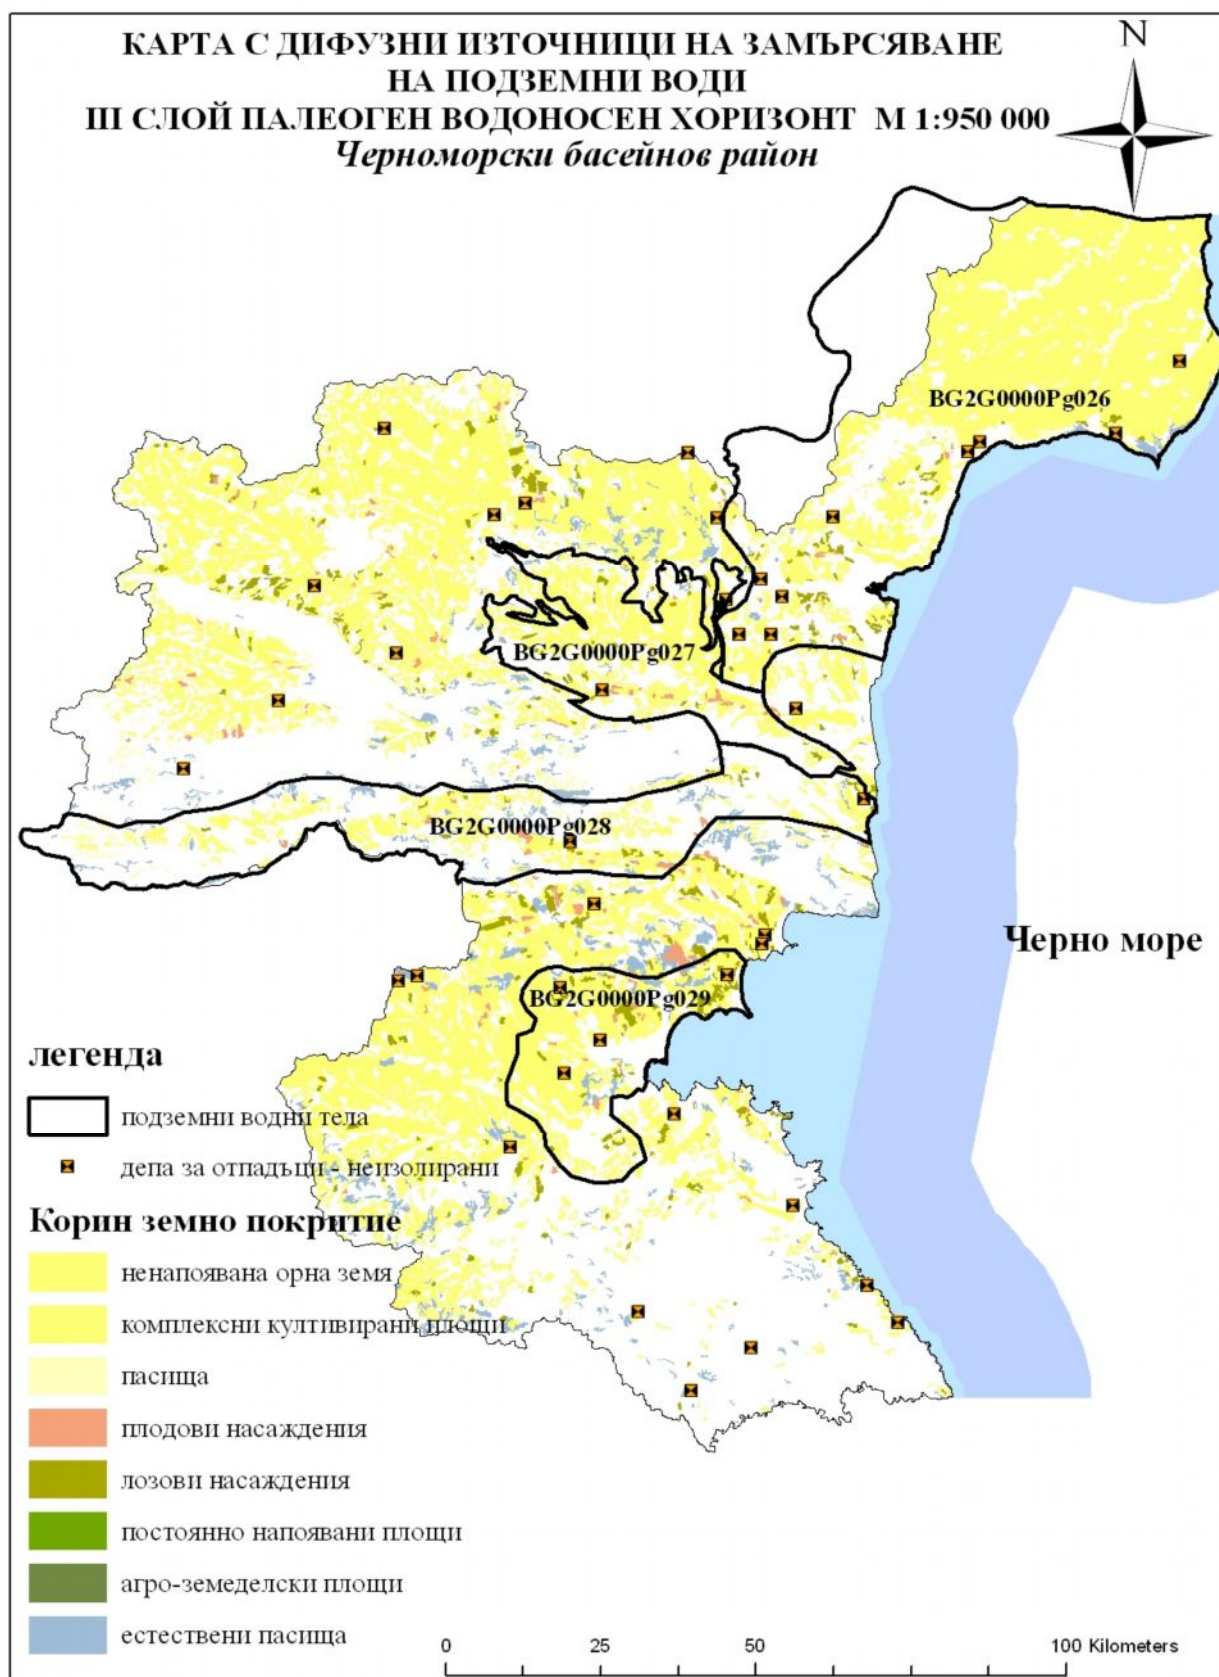 КАРТА С ДИФУЗНИ ИЗТОЧНИЦИ НА ЗАМЪРСЯВАНЕ
НА ПОДЗЕМНИ ВОДИ
III СЛОЙ ПАЛЕОГЕН ВОДОНОСЕН ХОРИЗОНТ М 1:950 000
Черноморски басейнов район
N
BG2G0000Pg026
BG2G0000Pg027
BG2G0000Pg028
Черно море
BG2G0000Pg029
легенда
подземни водни тела
депа за отпадъци - неизолирани
Корин земно покритие
ненапоявана орна земя
комплексни култивирани площи
пасища
плодови насаждения
лозови насаждения
постоянно напоявани площи
агро-земеделски площи
естествени пасища
0 25 50 100 Kilometers